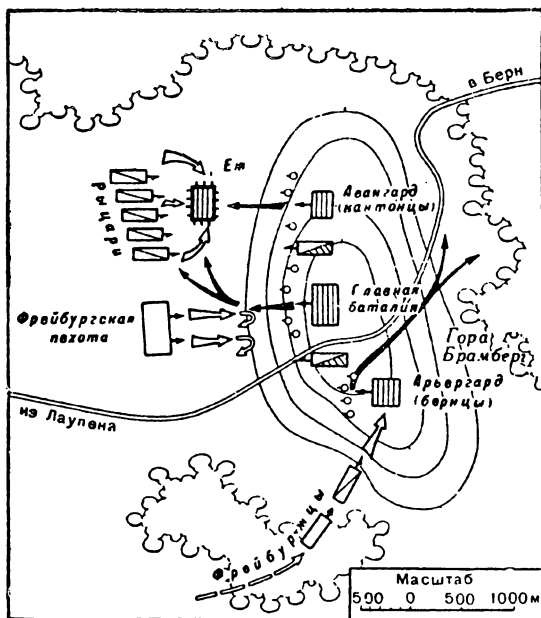 в Берн
Еж
Авангард
(кантонцы)
рыцари
Главная
баталия
Фрейбургская
пехота
Гора
Брамберг
Арьергард
(бернцы)
из Лаупена
Фрейбуржцы
Масштаб
500 0 500 1000м